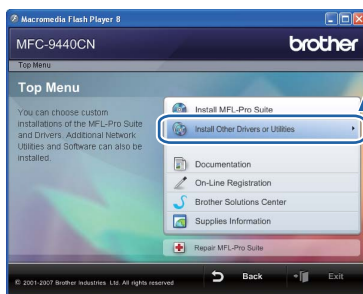 Macromedia Flash Player 8
MFC-9440CN
brother
Top Menu
Top Menu
You can choose custom
installations of the MFL-Pro Suite
and Drivers. Additional Network
Utilities and Software can also be
installed.
Install MFL-Pro Suite
Install Other Drivers or Utilities
Documentation
On-Line Registration
Brother Solutions Center
Supplies Information
Repair MFL-Pro Suite
© 2001-2007 Brother Industries Ltd. All rights reserved
Back
Exit